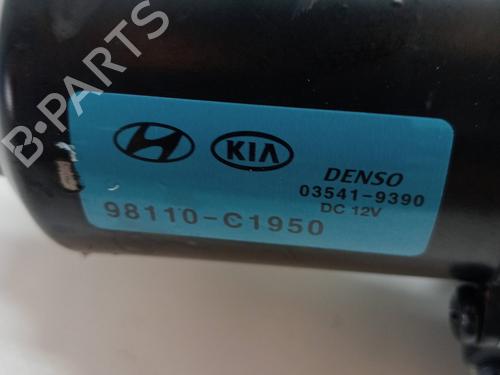 B-PARTS
KIA
DENSO
03541-9390
DC 12V
98110-C1950